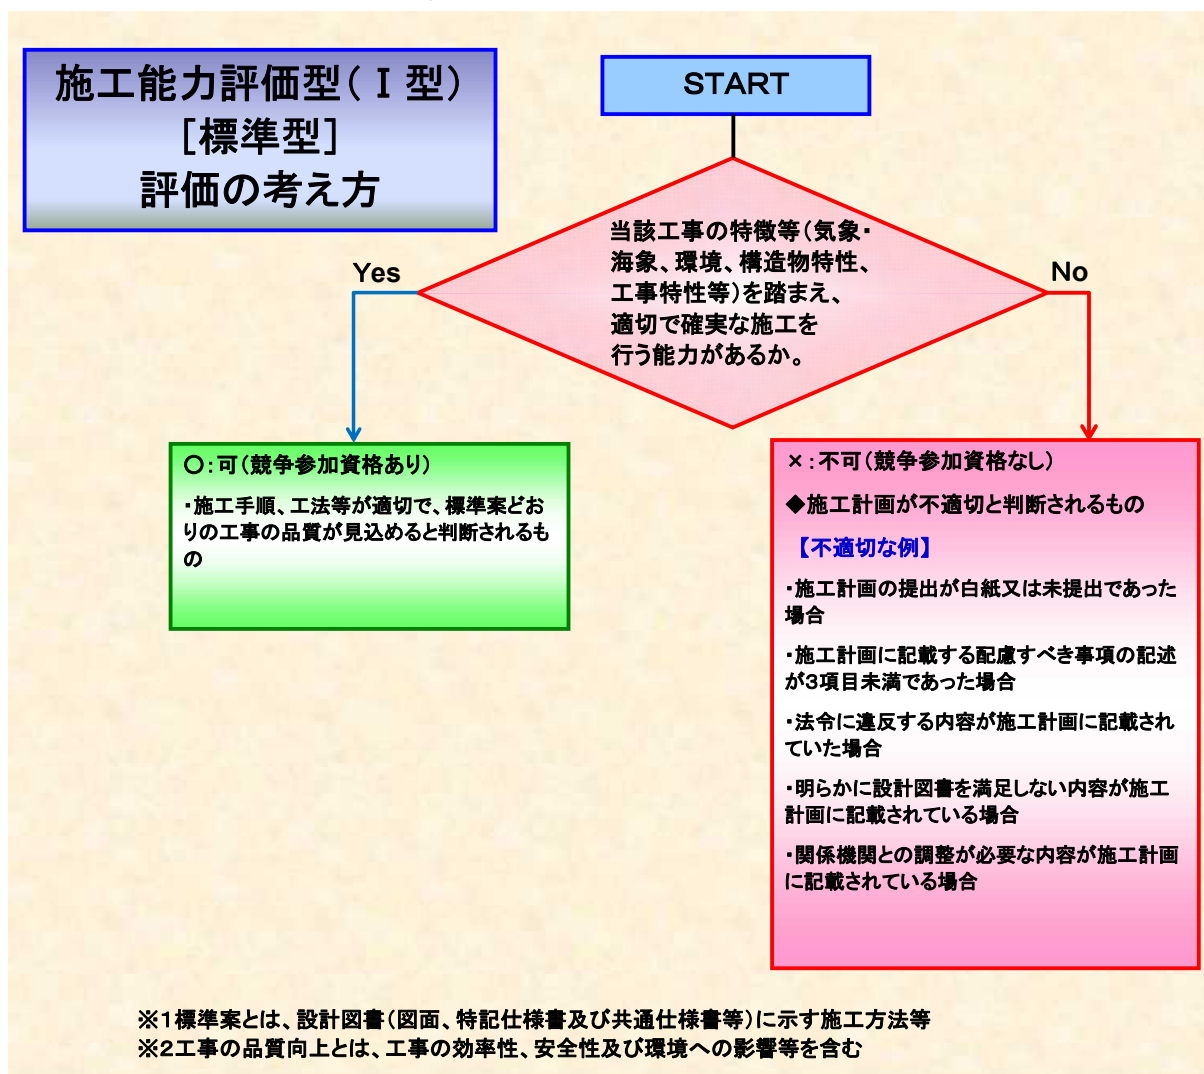 施工能力評価型(Ⅰ型)
[標準型]
評価の考え方
START
当該工事の特徴等(気象・
海象、環境、構造物特性、
工事特性等)を踏まえ、
適切で確実な施工を
行う能力があるか。
Yes
No
○:可(競争参加資格あり)
・施工手順、工法等が適切で、標準案どお
りの工事の品質が見込めると判断されるも
の
×:不可(競争参加資格なし)
◆施工計画が不適切と判断されるもの
【不適切な例】
・施工計画の提出が白紙又は未提出であった
場合
・施工計画に記載する配慮すべき事項の記述
が3項目未満であった場合
・法令に違反する内容が施工計画に記載され
ていた場合
・明らかに設計図書を満足しない内容が施工
計画に記載されている場合
・関係機関との調整が必要な内容が施工計画
に記載されている場合
※1標準案とは、設計図書(図面、特記仕様書及び共通仕様書等)に示す施工方法等
※2工事の品質向上とは、工事の効率性、安全性及び環境への影響等を含む